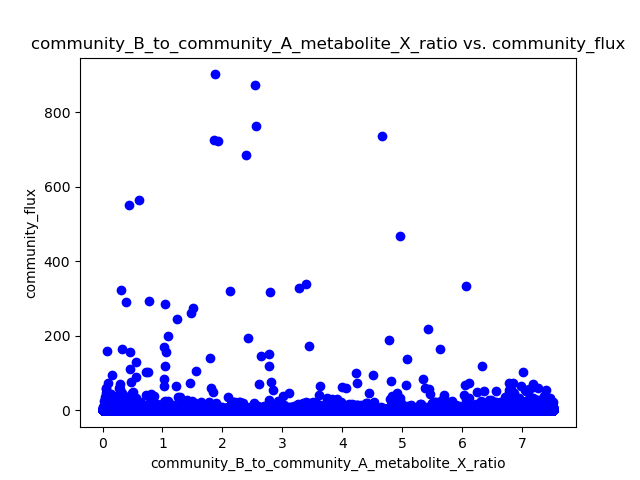 community_B_to_community_A_metabolite_X_ratio vs. community_flux
800
600
400
200
0
community_flux
0 1 2 3 4 5 6 7
community_B_to_community_A_metabolite_X_ratio